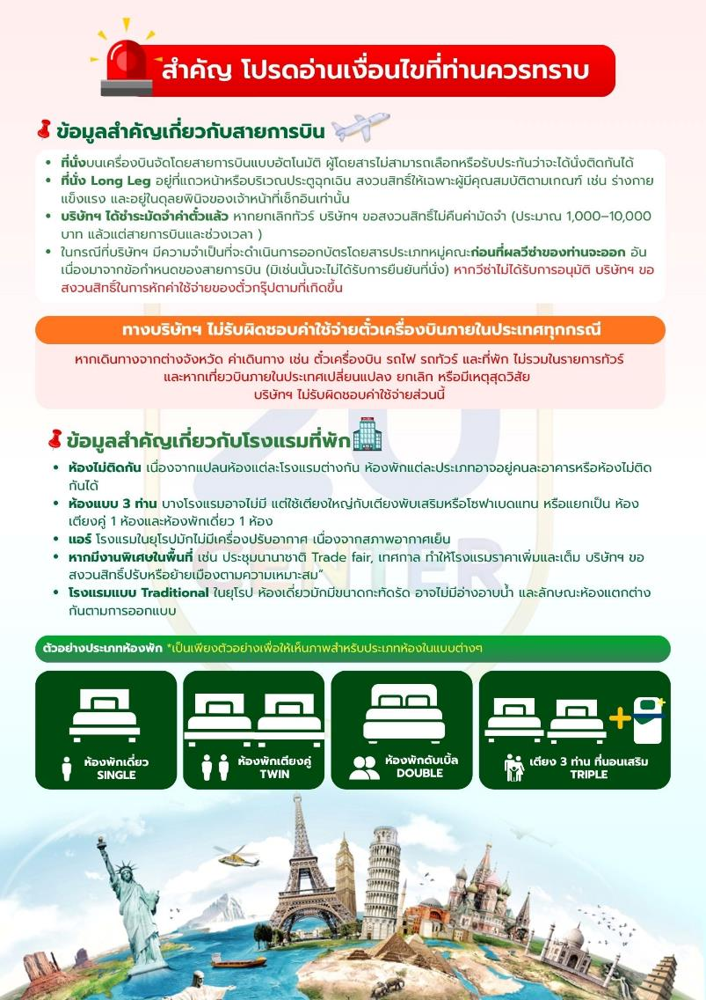 สำคัญ โปรดอ่านเงื่อนไขที่ท่านควรทราบ
ข้อมูลสำคัญเกี่ยวกับสายการบิน
• ที่นั่งบนเครื่องบินจัดโดยสายการบินแบบอัตโนมัติ ผู้โดยสารไม่สามารถเลือกหรือรับประกันว่าจะได้นั่งติดกันได้
• ที่นั่ง Long Leg อยู่ที่แถวหน้าหรือบริเวณประตูฉุกเฉิน สงวนสิทธิ์ให้เฉพาะผู้มีคุณสมบัติตามเกณฑ์ เช่น ร่างกาย
แข็งแรง และอยู่ในดุลยพินิจของเจ้าหน้าที่เช็กอินเท่านั้น
• บริษัทฯ ได้ชำระมัดจำค่าตั๋วแล้ว หากยกเลิกทัวร์ บริษัทฯ ขอสงวนสิทธิ์ไม่คืนค่ามัดจำ (ประมาณ 1,000–10,000
บาท แล้วแต่สายการบินและช่วงเวลา )
• ในกรณีที่บริษัทฯ มีความจำเป็นที่จะดำเนินการออกบัตรโดยสารประเภทหมู่คณะก่อนที่ผลวีซ่าของท่านจะออก อัน
เนื่องมาจากข้อกำหนดของสายการบิน (มิเช่นนั้นจะไม่ได้รับการยืนยันที่นั่ง) หากวีซ่าไม่ได้รับการอนุมัติ บริษัทฯ ขอ
สงวนสิทธิ์ในการหักค่าใช้จ่ายของตั๋วกรุ๊ปตามที่เกิดขึ้น
ทางบริษัทฯ ไม่รับผิดชอบค่าใช้จ่ายตั๋วเครื่องบินภายในประเทศทุกกรณี
หากเดินทางจากต่างจังหวัด ค่าเดินทาง เช่น ตั๋วเครื่องบิน รถไฟ รถทัวร์ และที่พัก ไม่รวมในรายการทัวร์
และหากเที่ยวบินภายในประเทศเปลี่ยนแปลง ยกเลิก หรือมีเหตุสุดวิสัย
บริษัทฯ ไม่รับผิดชอบค่าใช้จ่ายส่วนนี้
ข้อมูลสำคัญเกี่ยวกับโรงแรมที่พัก
• ห้องไม่ติดกัน เนื่องจากแปลนห้องแต่ละโรงแรมต่างกัน ห้องพักแต่ละประเภทอาจอยู่คนละอาคารหรือห้องไม่ติด
กันได้
• ห้องแบบ 3 ท่าน บางโรงแรมอาจไม่มี แต่ใช้เตียงใหญ่กับเตียงพับเสริมหรือโซฟาเบดแทน หรือแยกเป็น ห้อง
เตียงคู่ 1 ห้องและห้องพักเดี่ยว 1 ห้อง
• แอร์ โรงแรมในยุโรปมักไม่มีเครื่องปรับอากาศ เนื่องจากสภาพอากาศเย็น
• หากมีงานพิเศษในพื้นที่ เช่น ประชุมนานาชาติ Trade fair, เทศกาล ทำให้โรงแรมราคาเพิ่มและเต็ม บริษัทฯ ขอ
สงวนสิทธิ์ปรับหรือย้ายเมืองตามความเหมาะสม”
• โรงแรมแบบ Traditional ในยุโรป ห้องเดี่ยวมักมีขนาดกะทัดรัด อาจไม่มีอ่างอาบน้ำ และลักษณะห้องแตกต่าง
กันตามการออกแบบ
CENTER
ตัวอย่างประเภทห้องพัก *เป็นเพียงตัวอย่างเพื่อให้เห็นภาพสำหรับประเภทห้องในแบบต่างๆ
ห้องพักเดี่ยว
SINGLE
ห้องพักเตียงคู่
TWIN
ห้องพักดับเบิ้ล
DOUBLE
เตียง 3 ท่าน ที่นอนเสริม
TRIPLE